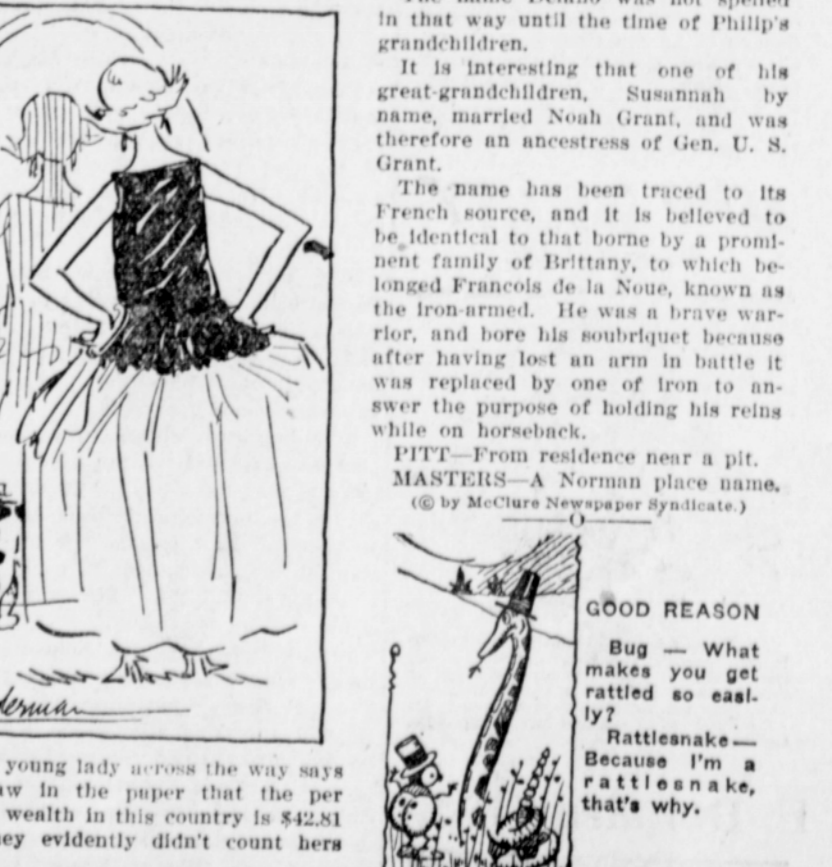 The name Delano was not spelled
in that way until the time of Philip's
grandchildren.
It is interesting that one of his
great-grandchildren, Susannah by
name, married Noah Grant, and was
therefore an ancestress of Gen. U. S.
Grant.
The name has been traced to its
French source, and it is believed to
be identical to that borne by a promi-
nent family of Brittany, to which be-
longed Francois de la Noue, known as
the iron-armed. He was a brave war-
rior, and bore his soubriquet because
after having lost an arm in battle it
was replaced by one of iron to an-
swer the purpose of holding his reins
while on horseback.
PITT—From residence near a pit.
MASTERS—A Norman place name.
(© by McClure Newspaper Syndicate.)
young lady across the way says
in the paper that the per
wealth in this country is $42.81
evidently didn't count hers
GOOD REASON
Bug — What
makes you get
rattled so easi-
ly?
Rattlesnake—
Because I'm a
rattlesnake,
that's why.